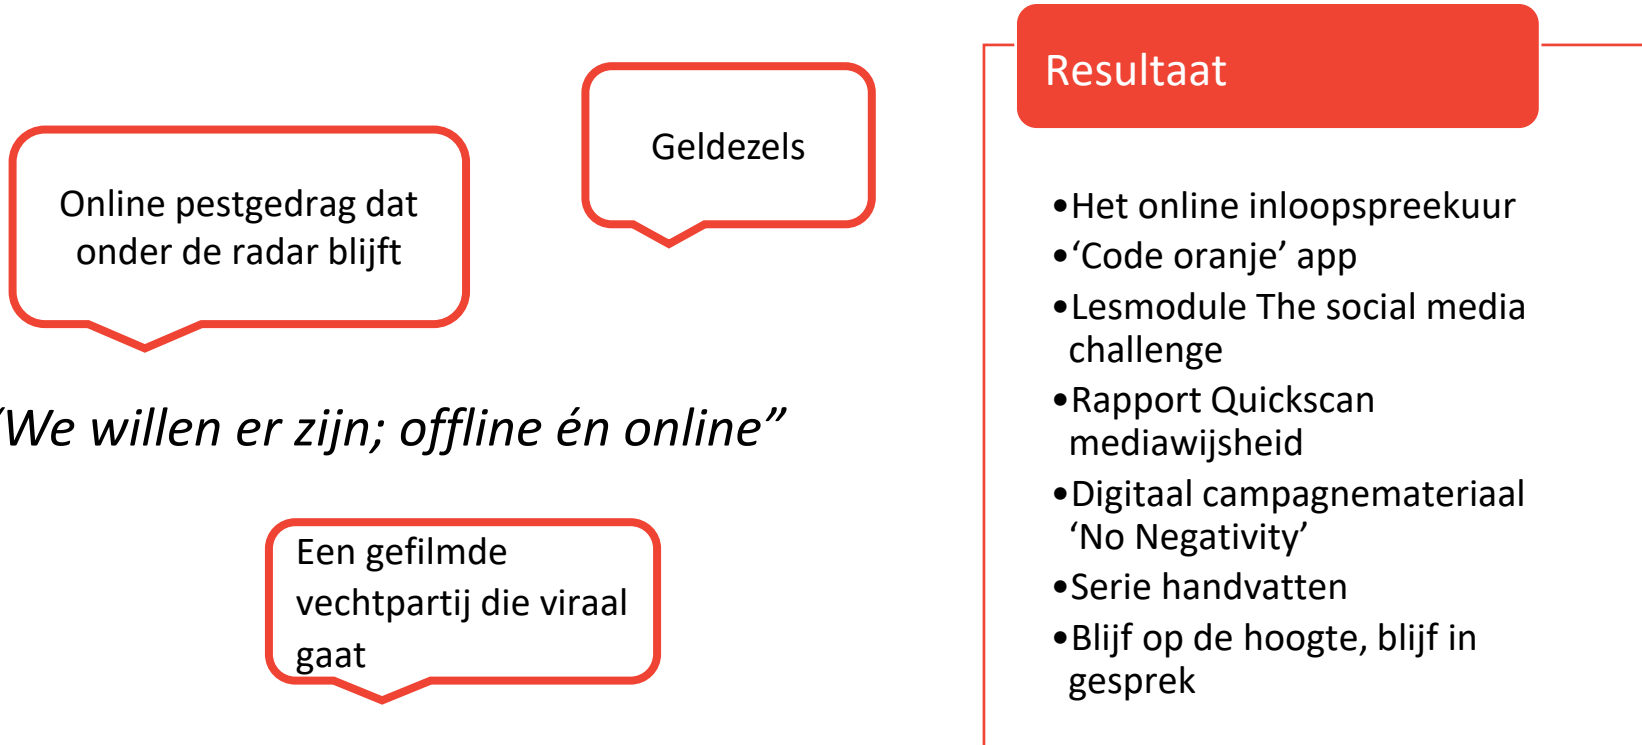 Geldezels
Online pestgedrag dat
onder de radar blijft
“We willen er zijn; offline én online”
Een gefilmde
vechtpartij die viraal
gaat
Resultaat
•Het online inloopspreekuur
•‘Code oranje’ app
•Lesmodule The social media
challenge
•Rapport Quickscan
mediawijsheid
•Digitaal campagnemateriaal
‘No Negativity’
•Serie handvatten
•Blijf op de hoogte, blijf in
gesprek